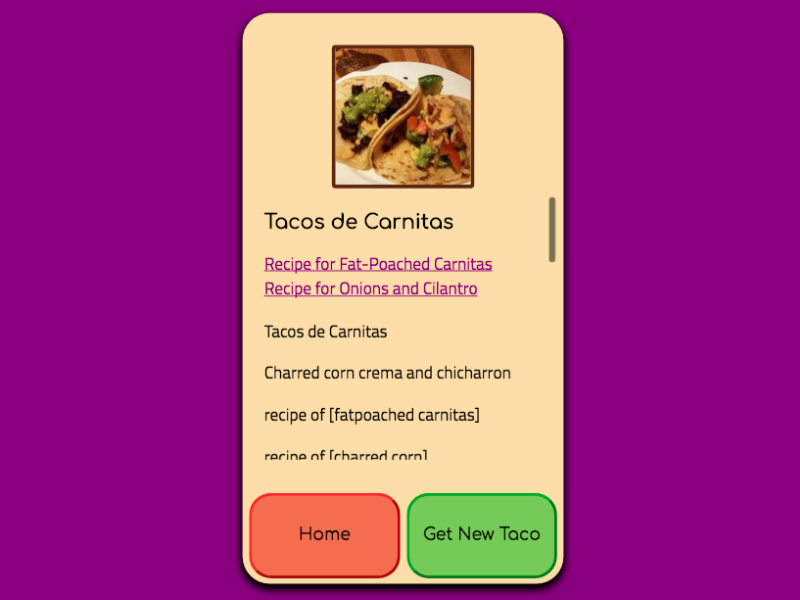 Tacos de Carnitas
Recipe for Fat-Poached Carnitas
Recipe for Onions and Cilantro
Tacos de Carnitas
Charred corn crema and chicharron
recipe of [fatpoached carnitas]
recipe of [charred corn]
Home
Get New Taco